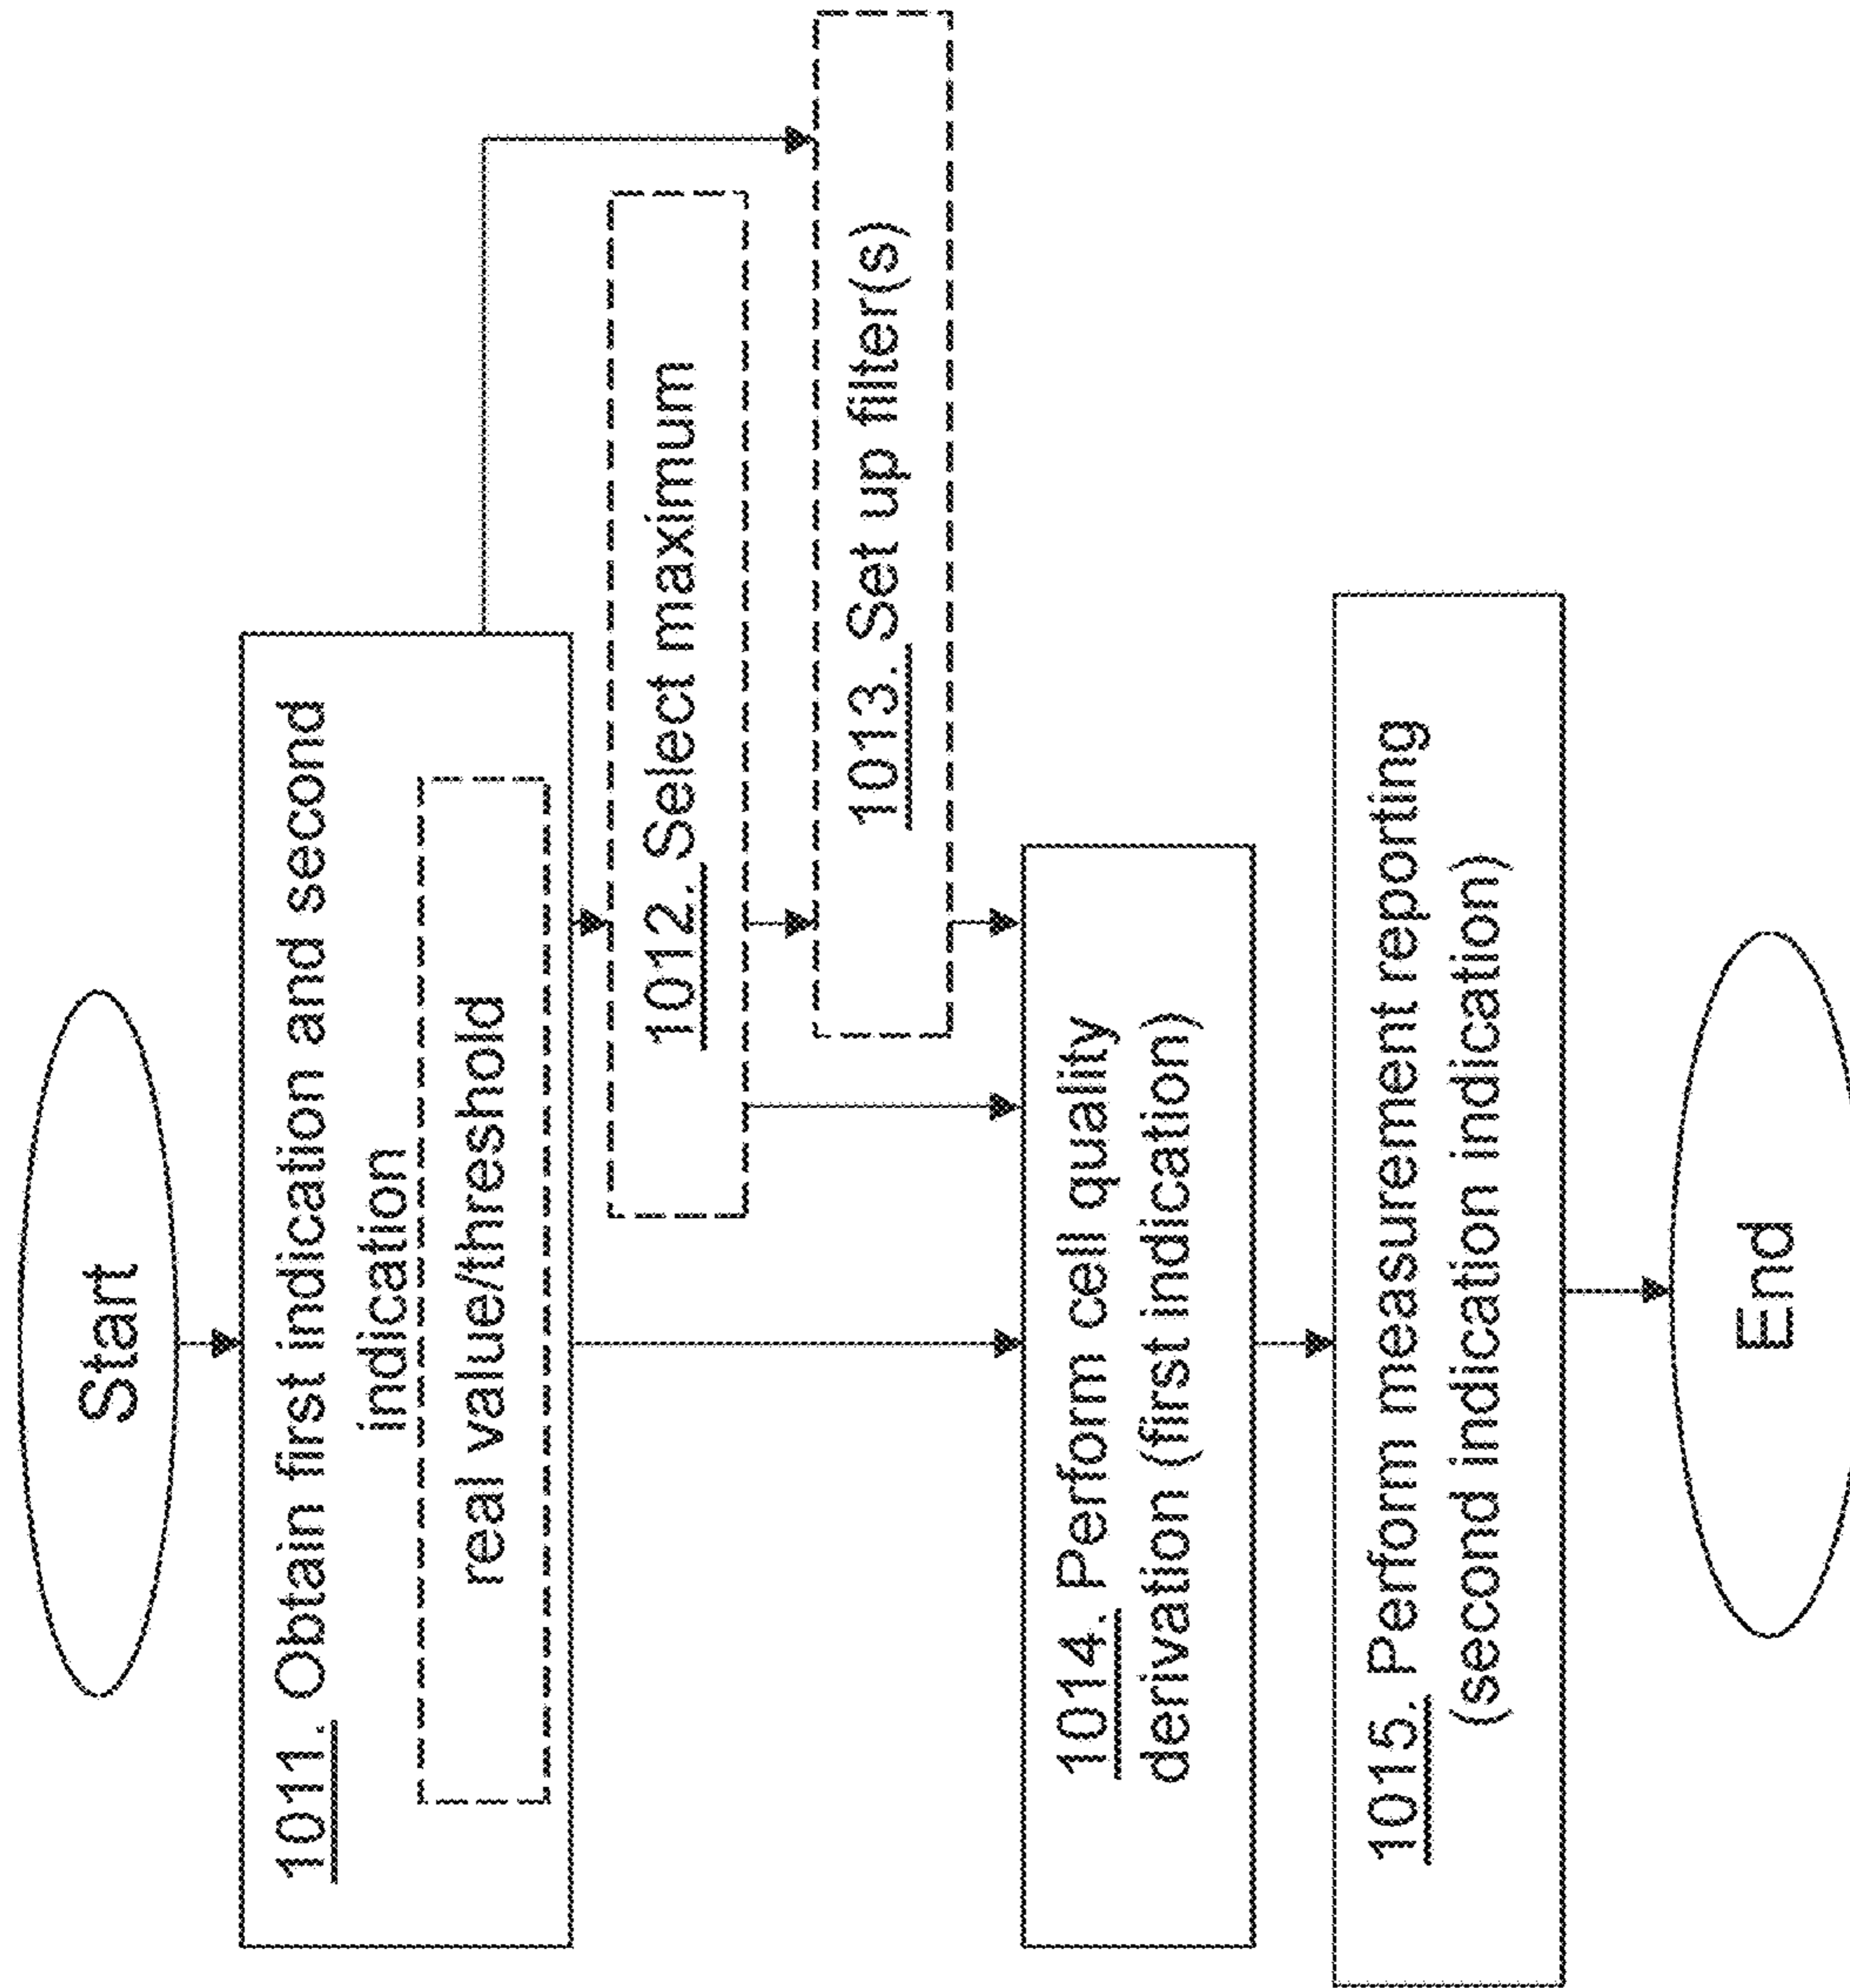 Start
1011. Obtain first indication and second
indication
real value/threshold
1012. Select maximum
1013. Set up filter(s)
1014. Perform cell quality
derivation (first indication)
1015. Perform measurement reporting
(second indication indication)
End